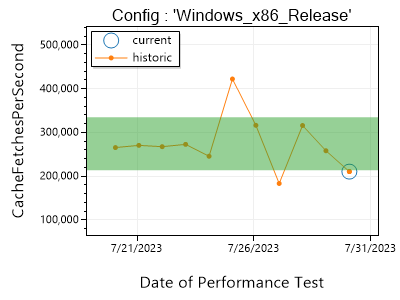 Config : 'Windows_x86_Release'
current
historic
500,000
400,000
300,000
200,000
100,000
CacheFetchesPerSecond
7/21/2023
7/26/2023
7/31/2023
Date of Performance Test